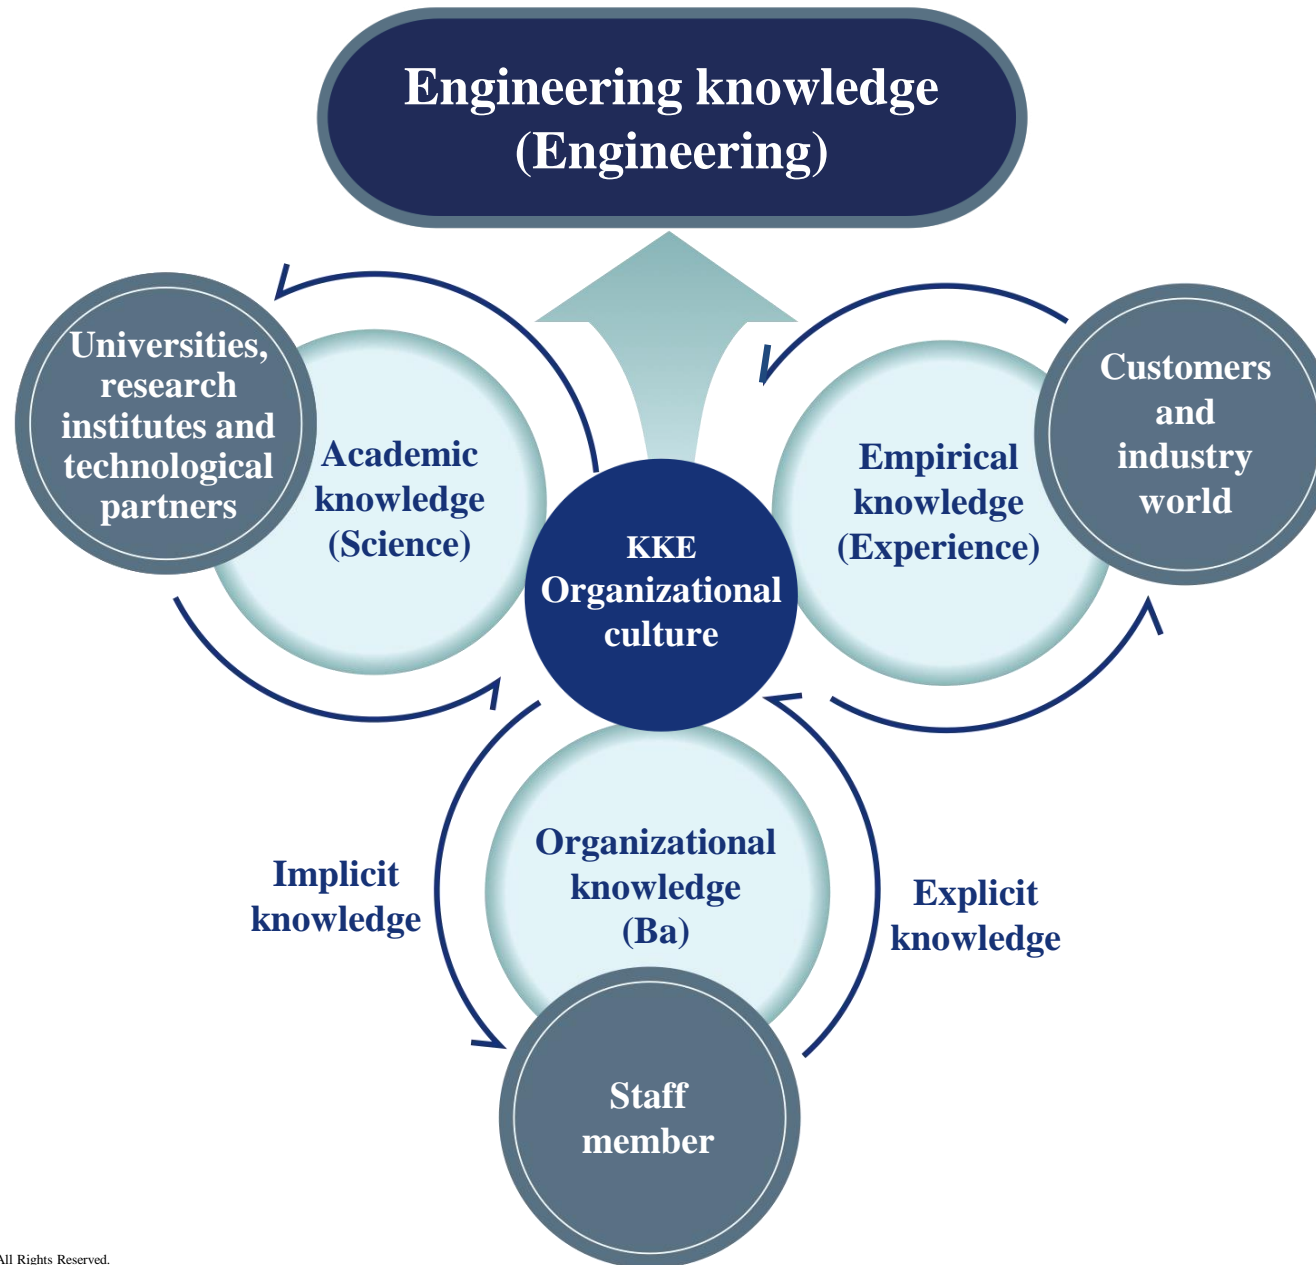 Engineering knowledge
(Engineering)
Universities,
research
institutes and
technological
partners
Academic
knowledge
(Science)
KKE
Organizational
culture
Empirical
knowledge
(Experience)
Customers
and
industry
world
Implicit
knowledge
Organizational
knowledge
(Ba)
Explicit
knowledge
Staff
member
All Rights Reserved.